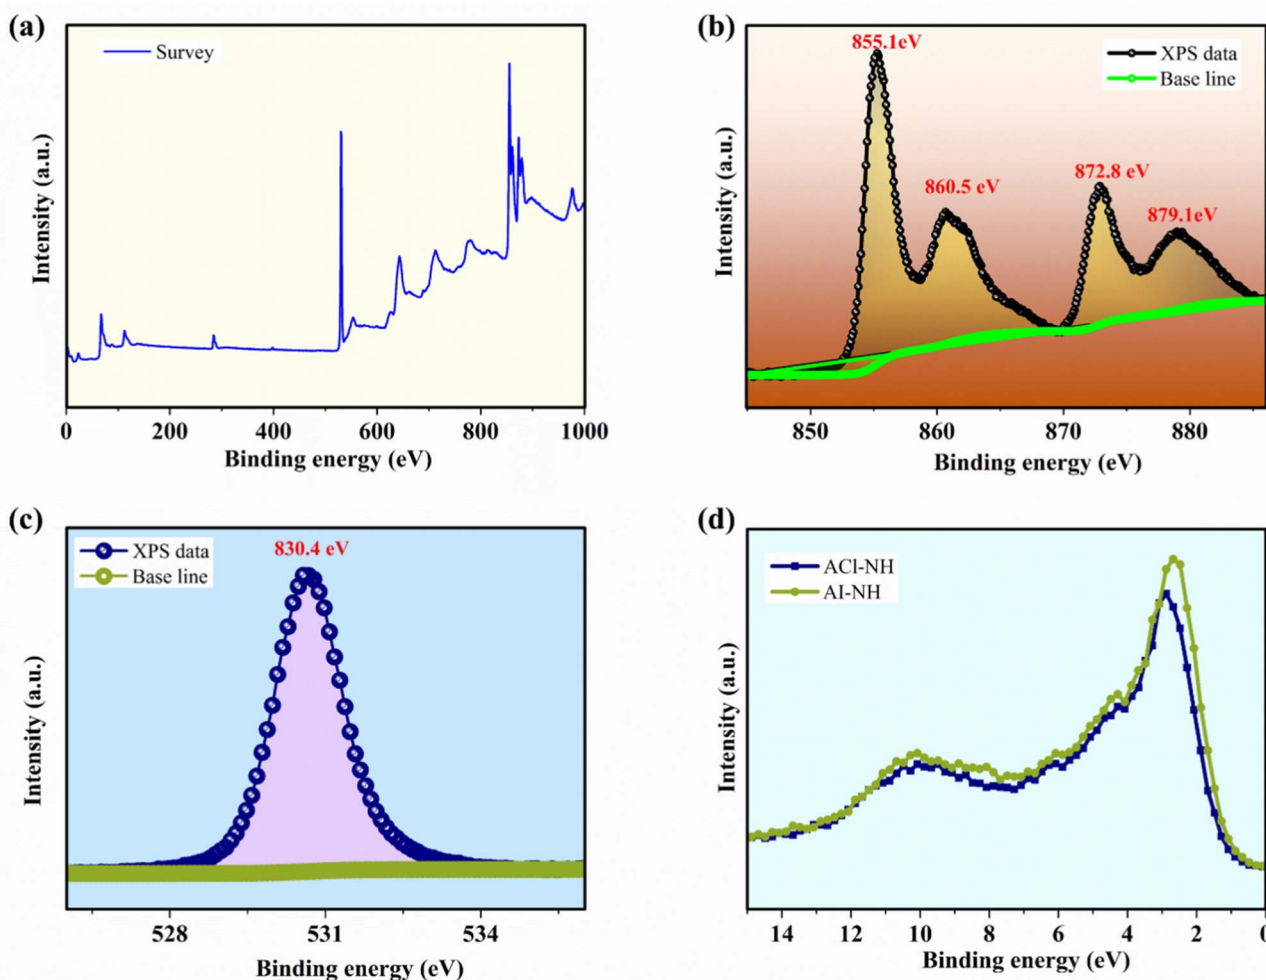 (a)
Survey
Intensity (a.u.)
0 200 400 600 800 1000
Binding energy (eV)
(b)
855.1eV
XPS data
Base line
860.5 eV
872.8 eV
879.1eV
Intensity (a.u.)
850 860 870 880
Binding energy (eV)
(c)
XPS data
Base line
830.4 eV
Intensity (a.u.)
528 531 534
Binding energy (eV)
(d)
ACl-NH
AI-NH
Intensity (a.u.)
14 12 10 8 6 4 2 0
Binding energy (eV)